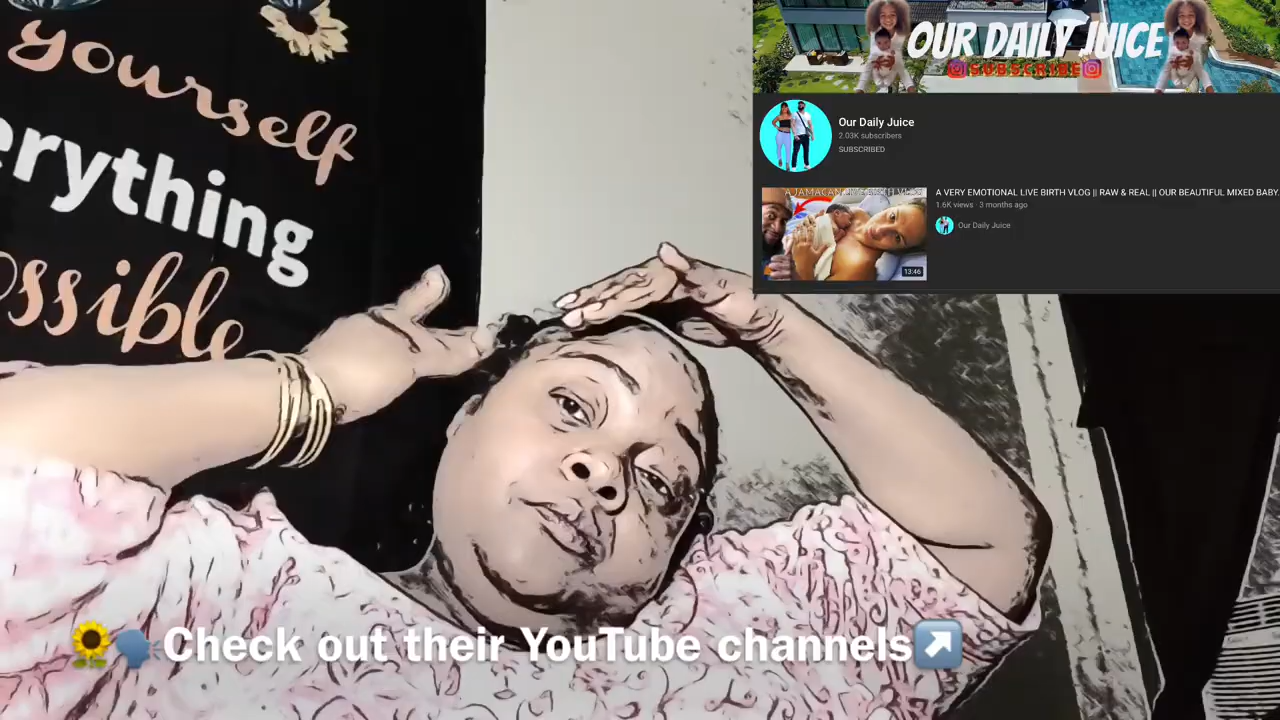 yourself
erything
ossible
OUR DAILY JUICE
SUBSCRIBE
Our Daily Juice
2.03K subscribers
SUBSCRIBED
A VERY EMOTIONAL LIVE BIRTH VLOG || RAW & REAL || OUR BEAUTIFUL MIXED BABY
1.6K views · 3 months ago
Our Daily Juice
13:46
🌻🗣️Check out their YouTube channels↗️